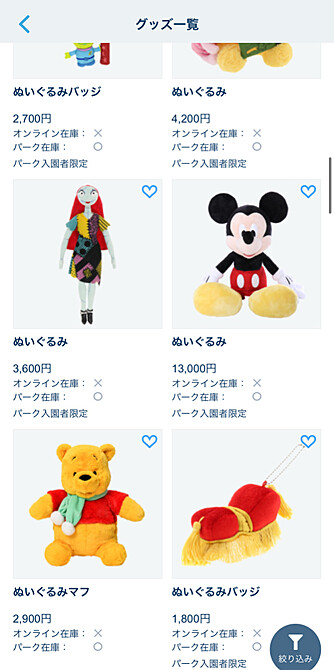 グッズ一覧
ぬいぐるみバッジ
2,700円
オンライン在庫： ×
パーク在庫： ○
パーク入園者限定
ぬいぐるみ
4,200円
オンライン在庫： ×
パーク在庫： ○
パーク入園者限定
ぬいぐるみ
3,600円
オンライン在庫： ×
パーク在庫： ○
パーク入園者限定
ぬいぐるみ
13,000円
オンライン在庫： ×
パーク在庫： ○
パーク入園者限定
ぬいぐるみマフ
2,900円
オンライン在庫： ×
パーク在庫： ○
ぬいぐるみバッジ
1,800円
オンライン在庫： ×
パーク在庫： ○
パーク入園者限定
絞り込み